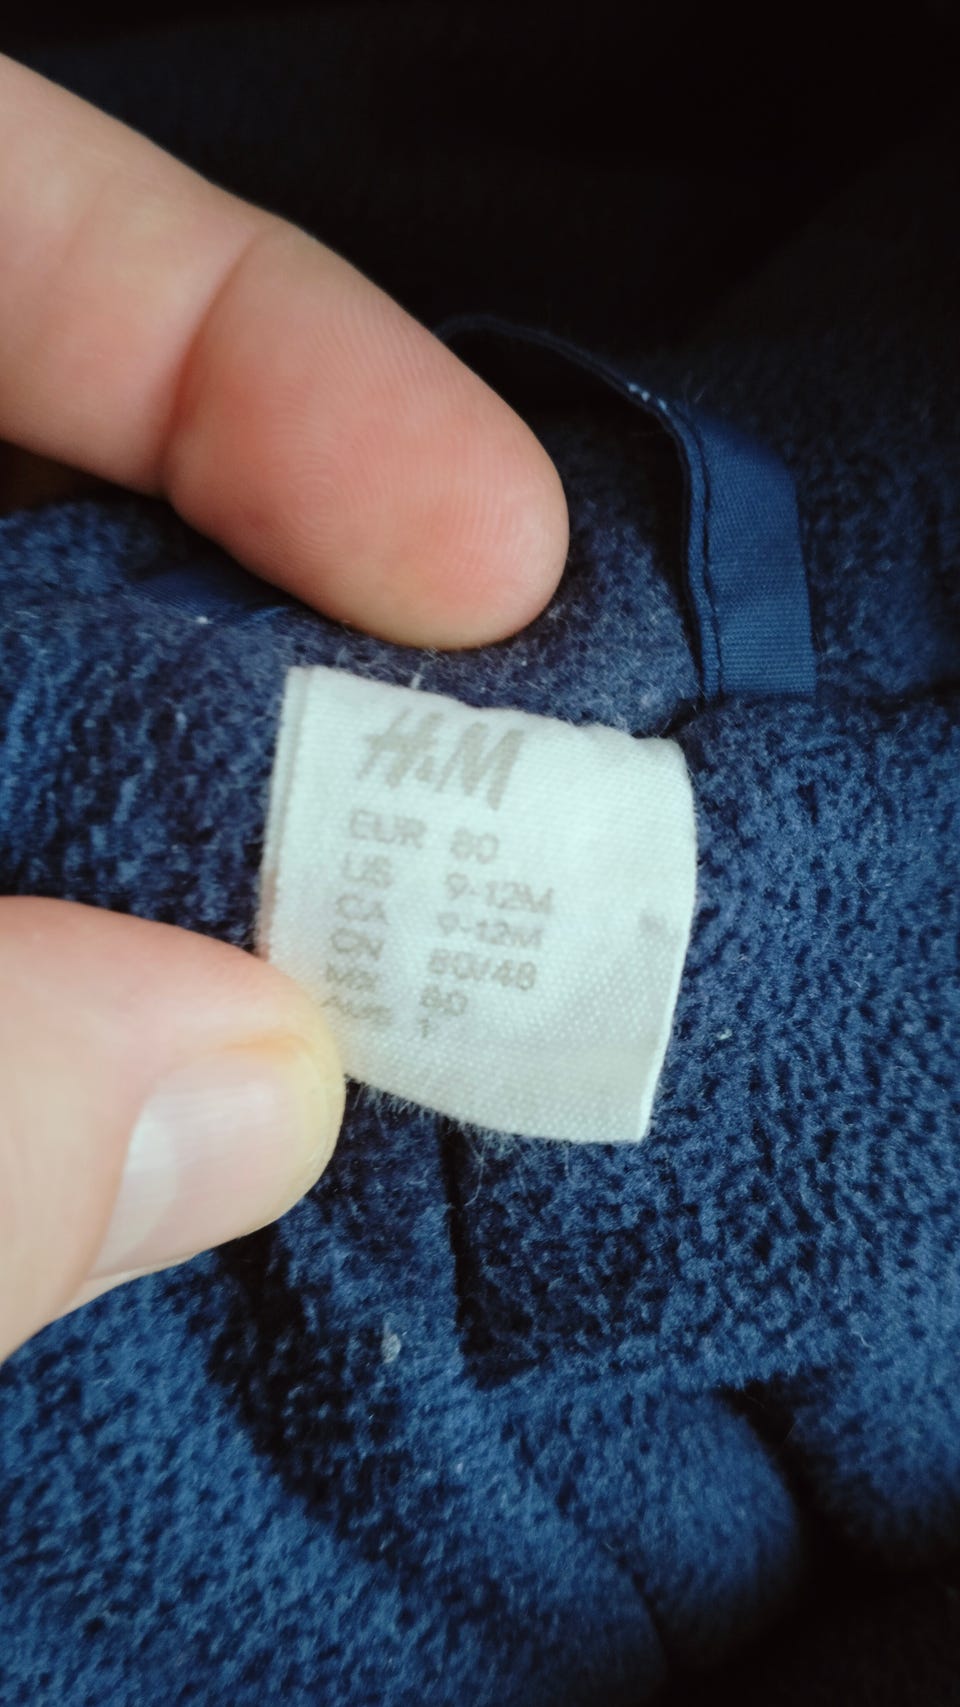 H&M
EUR 80
US 9-12M
CA 9-12M
CN 80/48
MX 80
AUS 1